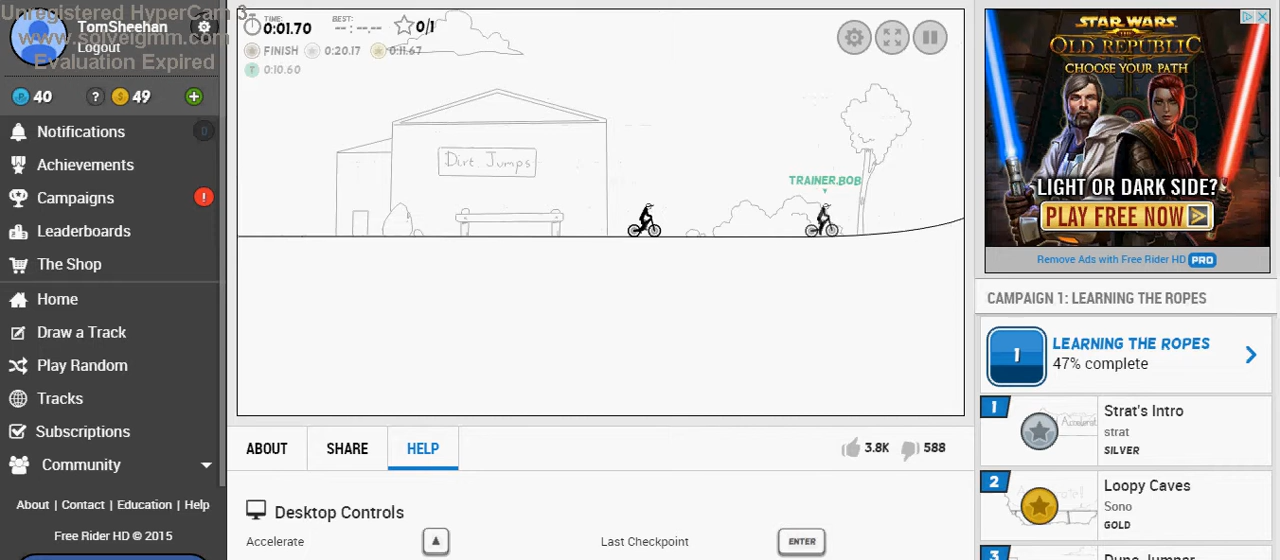 Unregistered HyperCam 3-
TomSheehan
www.solveigmm.com
Logout
Evaluation Expired
40
?
49
Notifications
0
Achievements
Campaigns
!
Leaderboards
The Shop
Home
Draw a Track
Play Random
Tracks
Subscriptions
Community
About | Contact | Education | Help
Free Rider HD © 2015
TIME:
0:01.70
BEST:
-- : --.--
0/1
FINISH
0:20.17
0:11.67
T
0:10.60
Dirt Jumps
TRAINER.BOB
ABOUT
SHARE
HELP
3.8K
588
Desktop Controls
Accelerate
Last Checkpoint
ENTER
STAR WARS
THE OLD REPUBLIC
CHOOSE YOUR PATH
LIGHT OR DARK SIDE?
PLAY FREE NOW
Remove Ads with Free Rider HD PRO
CAMPAIGN 1: LEARNING THE ROPES
1
LEARNING THE ROPES
47% complete
1
Strat's Intro
strat
SILVER
2
Loopy Caves
Sono
GOLD
3
Dune Jumper